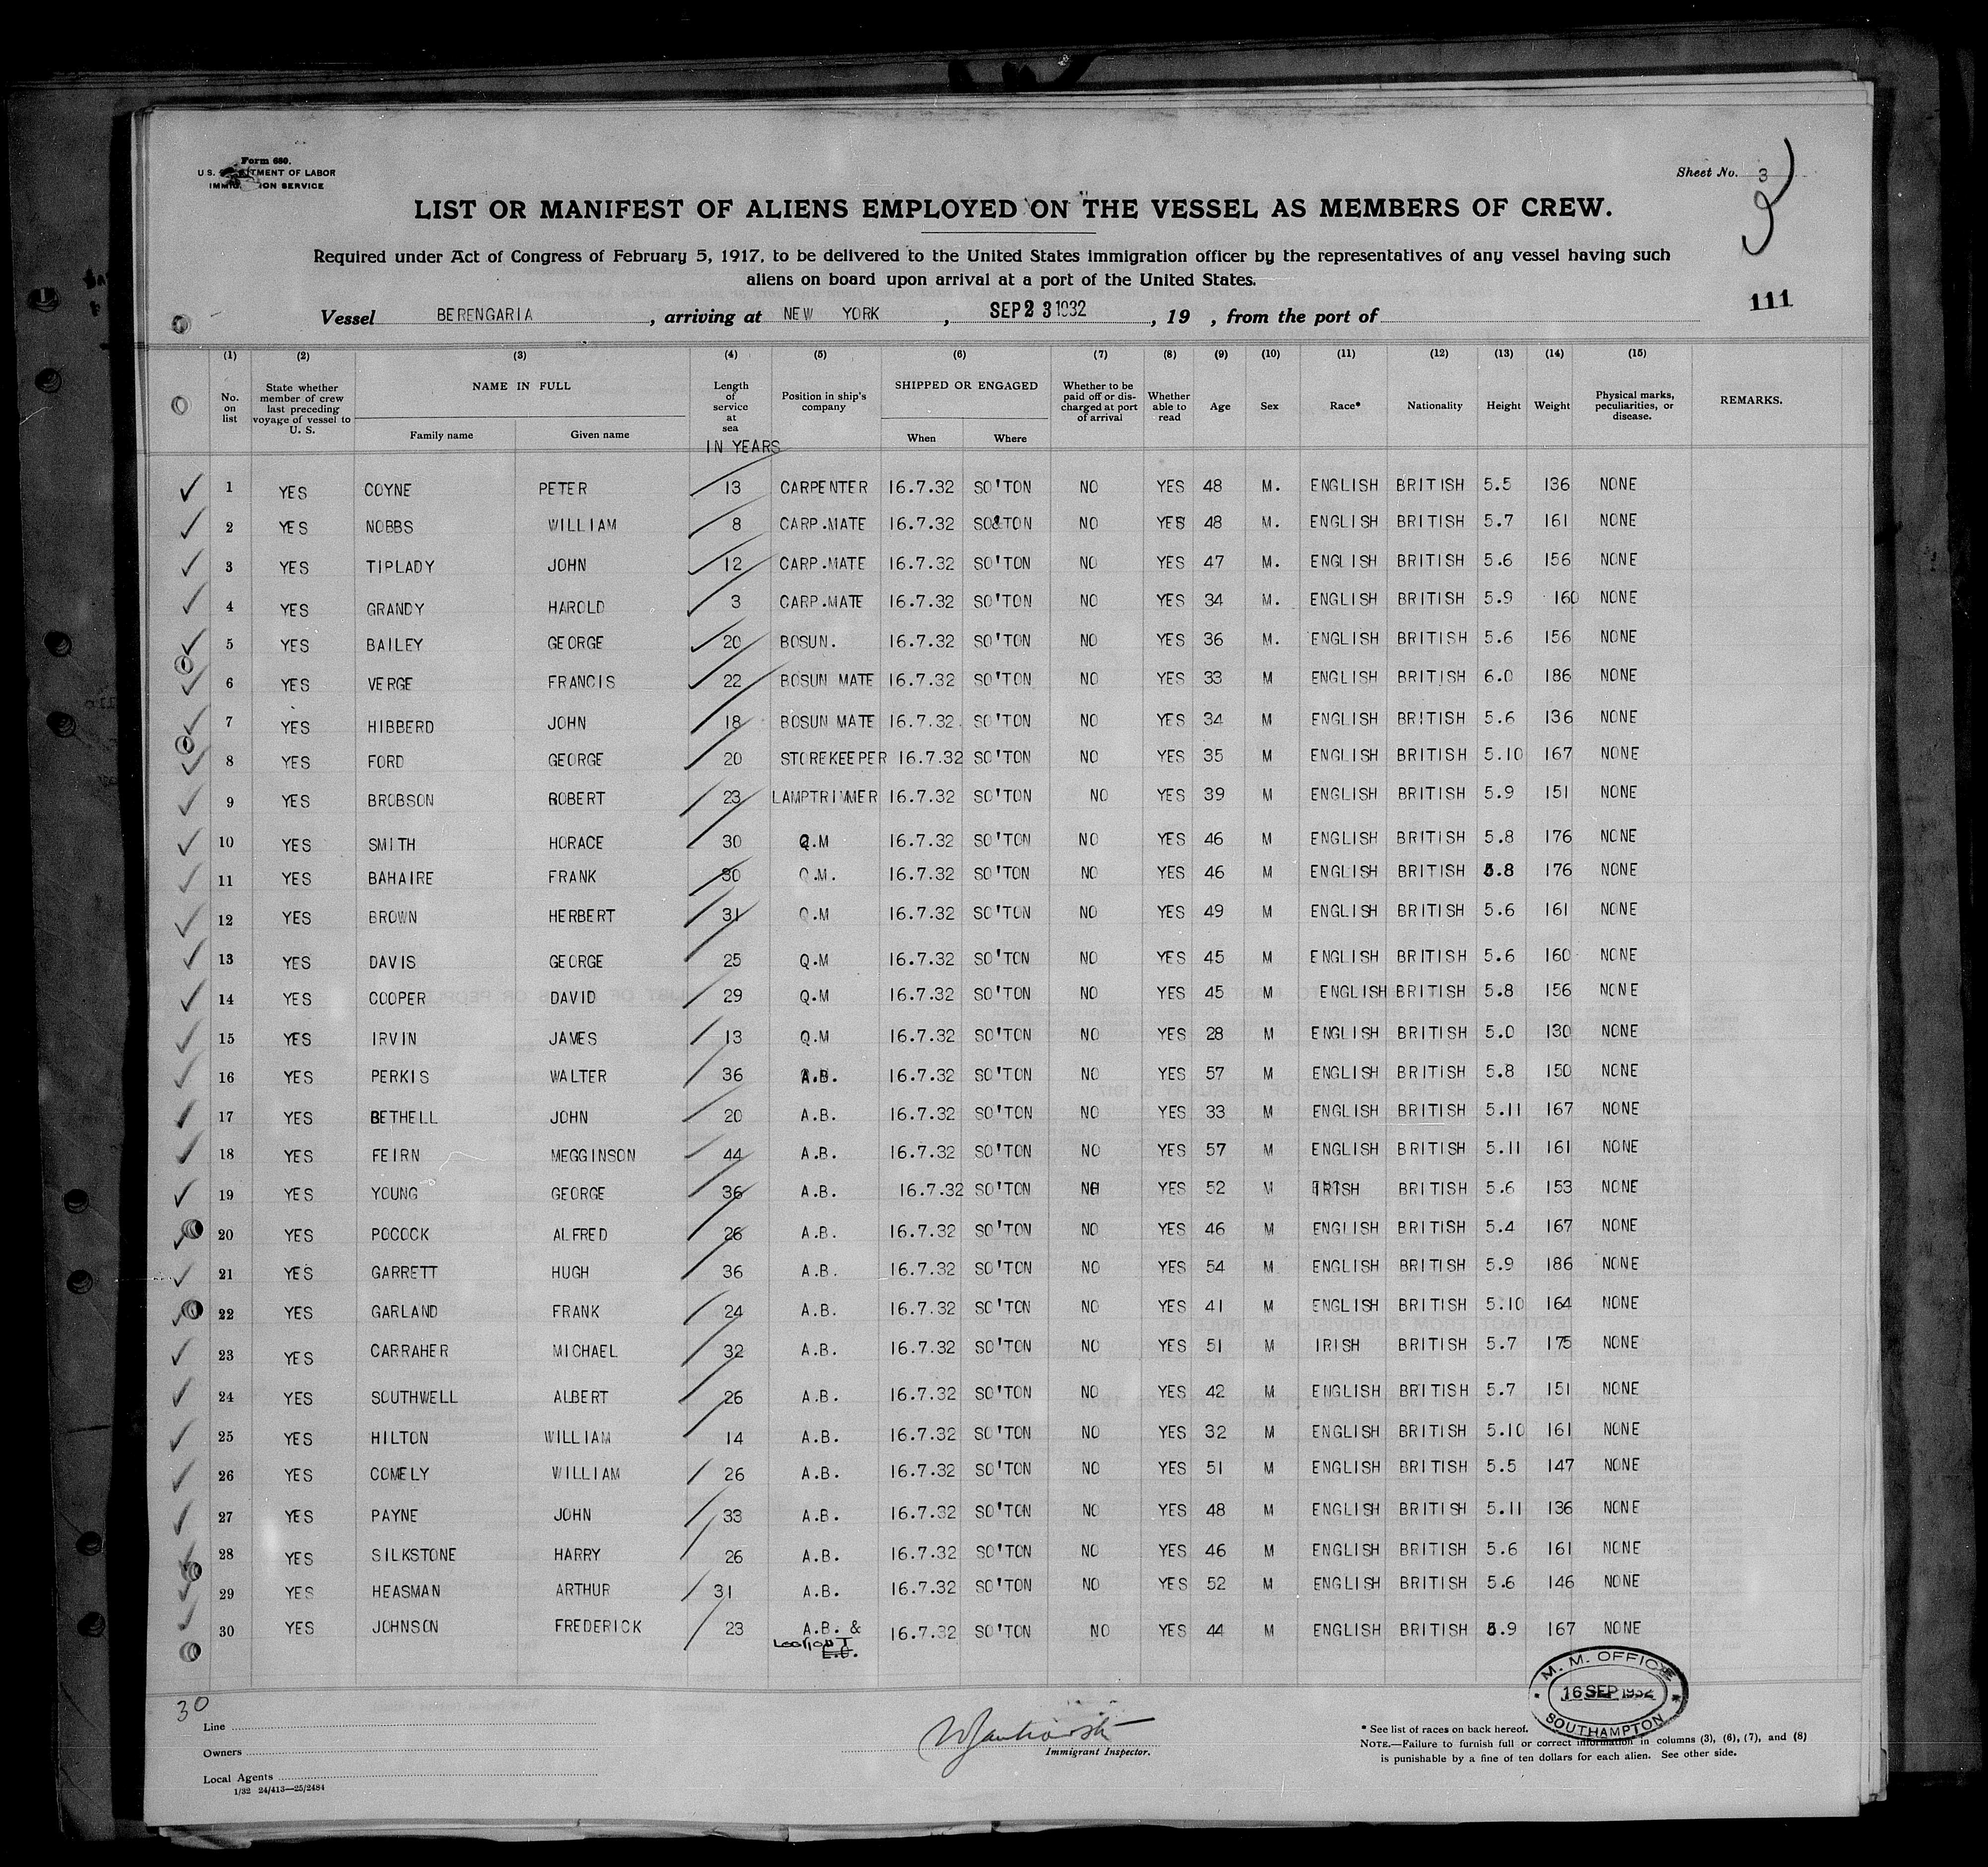 Form 680.
U.S. DEPARTMENT OF LABOR
IMMIGRATION SERVICE
Sheet No. 3
3
LIST OR MANIFEST OF ALIENS EMPLOYED ON THE VESSEL AS MEMBERS OF CREW.
Required under Act of Congress of February 5, 1917, to be delivered to the United States immigration officer by the representatives of any vessel having such
aliens on board upon arrival at a port of the United States.
111
Vessel BERENGARIA, arriving at NEW YORK, SEP 23 1932, 19 , from the port of
(1) (2) (3) (4) (5) (6) (7) (8) (9) (10) (11) (12) (13) (14) (15)
No. on list State whether member of crew last preceding voyage of vessel to U. S. NAME IN FULL Family name Given name Length of service at sea IN YEARS Position in ship's company SHIPPED OR ENGAGED When Where Whether to be paid off or discharged at port of arrival Whether able to read Age Sex Race* Nationality Height Weight Physical marks, peculiarities, or disease. REMARKS.
1 YES COYNE PETER 13 CARPENTER 16.7.32 SO'TON NO YES 48 M. ENGLISH BRITISH 5.5 136 NONE
2 YES NOBBS WILLIAM 8 CARP.MATE 16.7.32 SO'TON NO YES 48 M. ENGLISH BRITISH 5.7 161 NONE
3 YES TIPLADY JOHN 12 CARP.MATE 16.7.32 SO'TON NO YES 47 M. ENGLISH BRITISH 5.6 156 NONE
4 YES GRANDY HAROLD 3 CARP.MATE 16.7.32 SO'TON NO YES 34 M. ENGLISH BRITISH 5.9 160 NONE
5 YES BAILEY GEORGE 20 BOSUN. 16.7.32 SO'TON NO YES 36 M. ENGLISH BRITISH 5.6 156 NONE
6 YES VERGE FRANCIS 22 BOSUN MATE 16.7.32 SO'TON NO YES 33 M ENGLISH BRITISH 6.0 186 NONE
7 YES HIBBERD JOHN 18 BOSUN MATE 16.7.32 SO'TON NO YES 34 M ENGLISH BRITISH 5.6 136 NONE
8 YES FORD GEORGE 20 STOREKEEPER 16.7.32 SO'TON NO YES 35 M ENGLISH BRITISH 5.10 167 NONE
9 YES BROBSON ROBERT 23 LAMPTRIMMER 16.7.32 SO'TON NO YES 39 M ENGLISH BRITISH 5.9 151 NONE
10 YES SMITH HORACE 30 Q.M 16.7.32 SO'TON NO YES 46 M ENGLISH BRITISH 5.8 176 NONE
11 YES BAHAIRE FRANK 30 Q.M. 16.7.32 SO'TON NO YES 46 M ENGLISH BRITISH 5.8 176 NONE
12 YES BROWN HERBERT 31 Q.M 16.7.32 SO'TON NO YES 49 M ENGLISH BRITISH 5.6 161 NONE
13 YES DAVIS GEORGE 25 Q.M 16.7.32 SO'TON NO YES 45 M ENGLISH BRITISH 5.6 160 NONE
14 YES COOPER DAVID 29 Q.M 16.7.32 SO'TON NO YES 45 M ENGLISH BRITISH 5.8 156 NONE
15 YES IRVIN JAMES 13 Q.M 16.7.32 SO'TON NO YES 28 M ENGLISH BRITISH 5.0 130 NONE
16 YES PERKIS WALTER 36 A.B. 16.7.32 SO'TON NO YES 57 M ENGLISH BRITISH 5.8 150 NONE
17 YES BETHELL JOHN 20 A.B. 16.7.32 SO'TON NO YES 33 M ENGLISH BRITISH 5.11 167 NONE
18 YES FEIRN MEGGINSON 44 A.B. 16.7.32 SO'TON NO YES 57 M ENGLISH BRITISH 5.11 161 NONE
19 YES YOUNG GEORGE 36 A.B. 16.7.32 SO'TON NO YES 52 M IRISH BRITISH 5.6 153 NONE
20 YES POCOCK ALFRED 26 A.B. 16.7.32 SO'TON NO YES 46 M ENGLISH BRITISH 5.4 167 NONE
21 YES GARRETT HUGH 36 A.B. 16.7.32 SO'TON NO YES 54 M ENGLISH BRITISH 5.9 186 NONE
22 YES GARLAND FRANK 24 A.B. 16.7.32 SO'TON NO YES 41 M ENGLISH BRITISH 5.10 164 NONE
23 YES CARRAHER MICHAEL 32 A.B. 16.7.32 SO'TON NO YES 51 M IRISH BRITISH 5.7 175 NONE
24 YES SOUTHWELL ALBERT 26 A.B. 16.7.32 SO'TON NO YES 42 M ENGLISH BRITISH 5.7 151 NONE
25 YES HILTON WILLIAM 14 A.B. 16.7.32 SO'TON NO YES 32 M ENGLISH BRITISH 5.10 161 NONE
26 YES COMELY WILLIAM 26 A.B. 16.7.32 SO'TON NO YES 51 M ENGLISH BRITISH 5.5 147 NONE
27 YES PAYNE JOHN 33 A.B. 16.7.32 SO'TON NO YES 48 M ENGLISH BRITISH 5.11 136 NONE
28 YES SILKSTONE HARRY 26 A.B. 16.7.32 SO'TON NO YES 46 M ENGLISH BRITISH 5.6 161 NONE
29 YES HEASMAN ARTHUR 31 A.B. 16.7.32 SO'TON NO YES 52 M ENGLISH BRITISH 5.6 146 NONE
30 YES JOHNSON FREDERICK 23 A.B. & 16.7.32 SO'TON NO YES 44 M ENGLISH BRITISH 5.9 167 NONE
LOOKOUT
L.O.
M. M. OFFICE
16 SEP 1932
SOUTHAMPTON
30
Line
Owners
Local Agents
1/32 24/413—25/2484
Immigrant Inspector.
* See list of races on back hereof.
NOTE.—Failure to furnish full or correct information in columns (3), (6), (7), and (8)
is punishable by a fine of ten dollars for each alien. See other side.